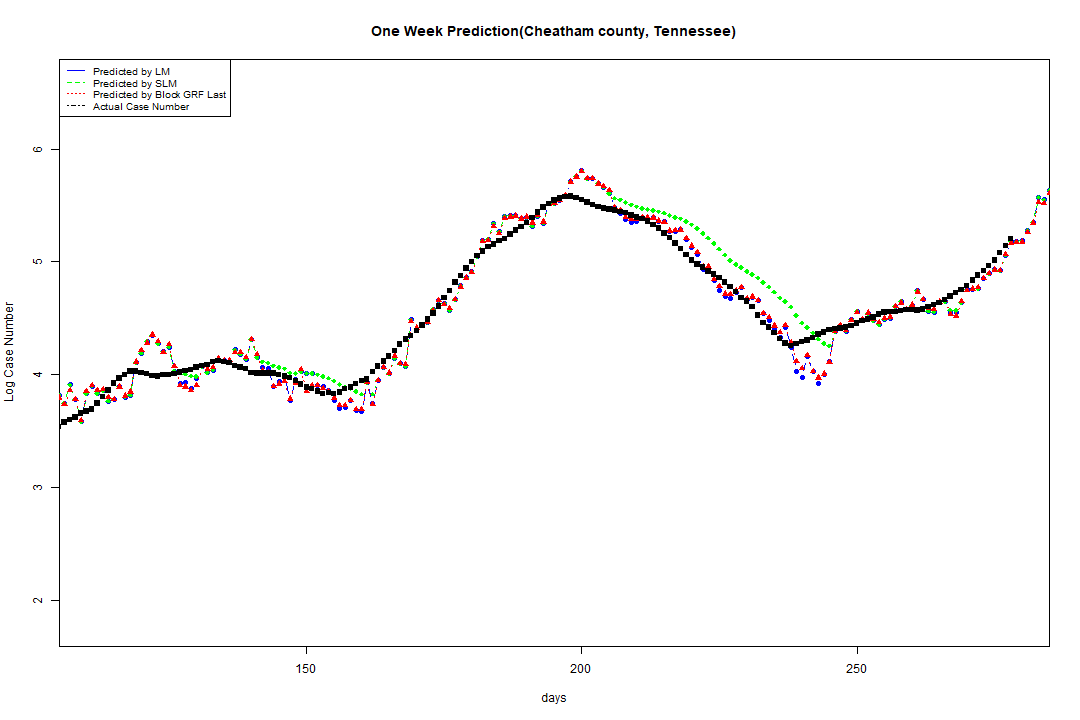 One Week Prediction(Cheatham county, Tennessee)
Predicted by LM
Predicted by SLM
Predicted by Block GRF Last
Actual Case Number
Log Case Number
6
5
4
3
2
150 200 250
days